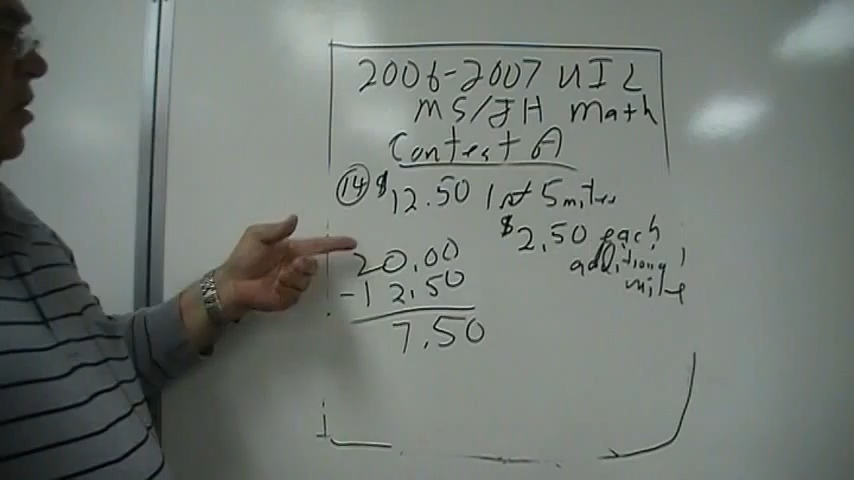 2006-2007 UIL
MS/JH Math
Contest A
14 $12.50 1st 5 miles
$2.50 each
additional
mile
20.00
-12.50
7.50